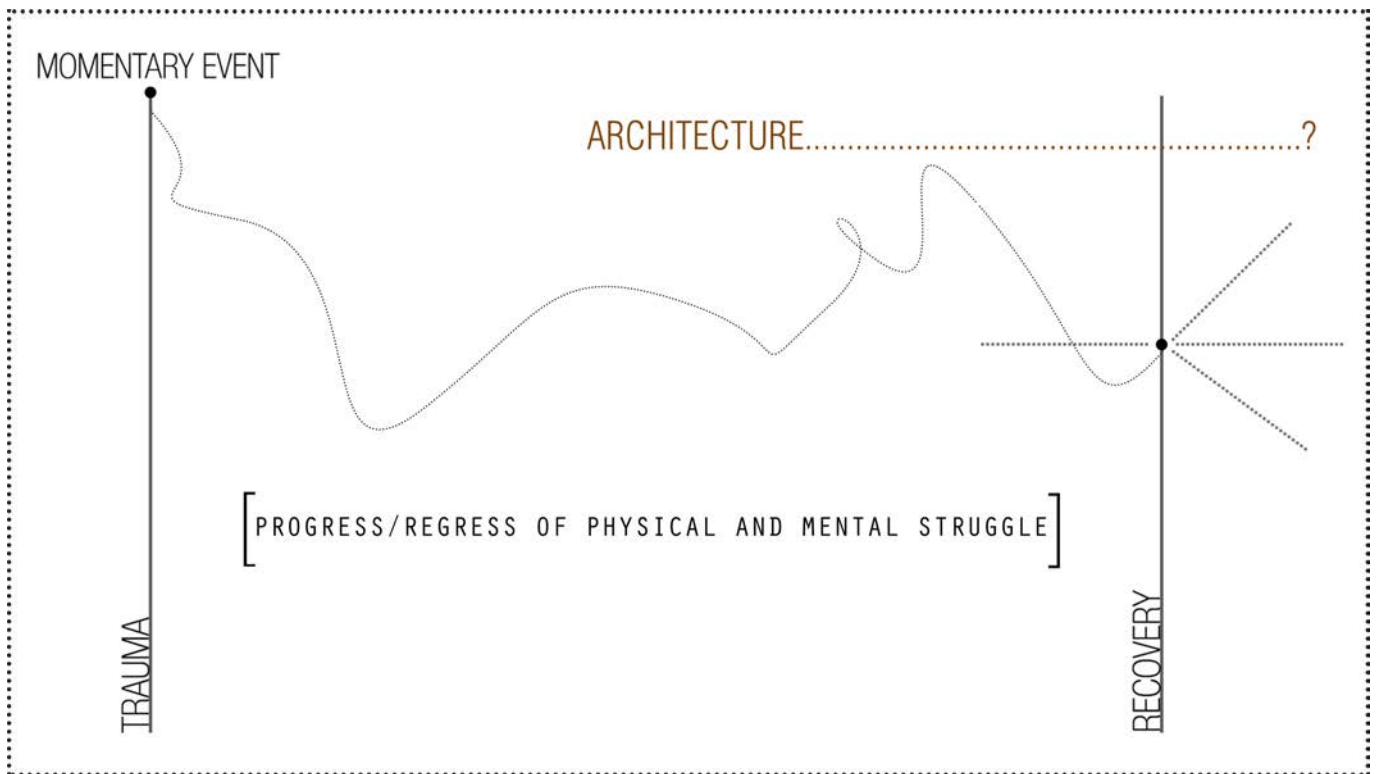 MOMENTARY EVENT
ARCHITECTURE..........................................................?
[PROGRESS/REGRESS OF PHYSICAL AND MENTAL STRUGGLE]
TRAUMA
RECOVERY